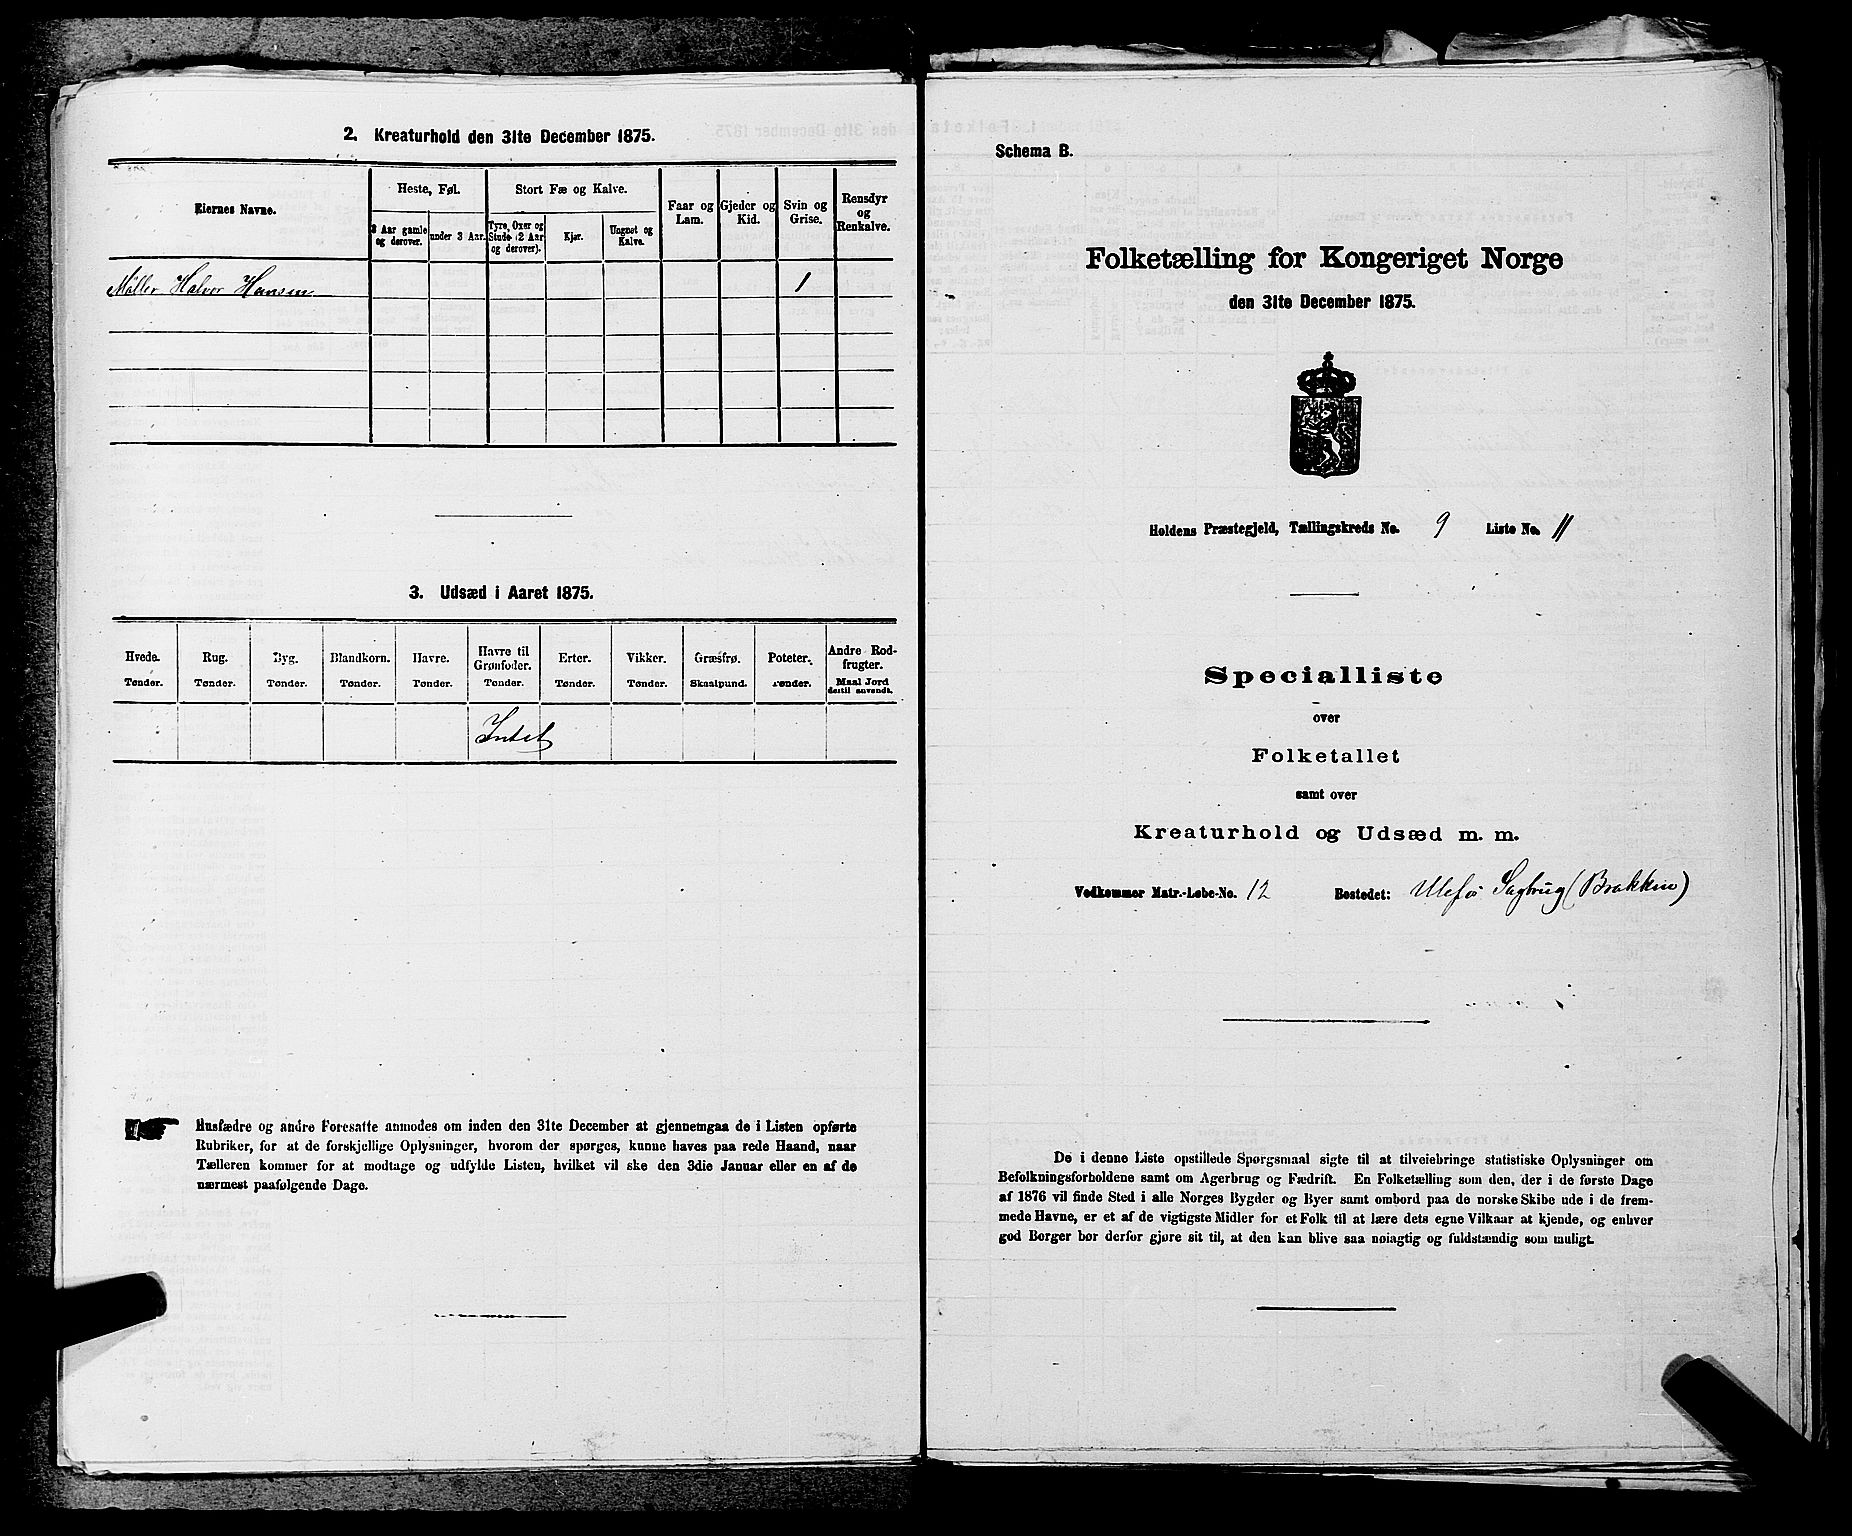 2. Kreaturhold den 31te December 1875.
Eiernes Navne.
Heste, Føl.
Stort Fæ og Kalve.
Faar og Lam.
Gjeder og Kid.
Svin og Grise.
Rensdyr og Renkalve.
3 Aar gamle og derover.
under 3 Aar.
Tyre, Oxer og Stude (2 Aar og derover).
Kjør.
Ungnøt og Kalve.
Møller Halvor Hansen 1
3. Udsæd i Aaret 1875.
Hvede. Rug. Byg. Blandkorn. Havre. Havre til Grønfoder. Erter. Vikker. Græsfrø. Poteter. Andre Rodfrugter.
Tønder. Tønder. Tønder. Tønder. Tønder. Tønder. Tønder. Tønder. Skaalpund. Tønder. Maal Jord dertil anvendt.
Intet
Husfædre og andre Foresatte anmodes om inden den 31te December at gjennemgaa de i Listen opførte
Rubriker, for at de forskjellige Oplysninger, hvorom der spørges, kunne haves paa rede Haand, naar
Tælleren kommer for at modtage og udfylde Listen, hvilket vil ske den 3die Januar eller en af de
nærmest paafølgende Dage.
Schema B.
Folketælling for Kongeriget Norge
den 31te December 1875.
Holdens Præstegjeld, Tællingskreds No. 9 Liste No. 11
Specialliste
over
Folketallet
samt over
Kreaturhold og Udsæd m. m.
Vedkommer Matr.-Løbe-No. 12 Bostedet: Ulefos Sagbrug (Brakken)
De i denne Liste opstillede Spørgsmaal sigte til at tilveiebringe statistiske Oplysninger om
Befolkningsforholdene samt om Agerbrug og Fædrift. En Folketælling som den, der i de første Dage
af 1876 vil finde Sted i alle Norges Bygder og Byer samt ombord paa de norske Skibe ude i de frem-
mede Havne, er et af de vigtigste Midler for et Folk til at lære dets egne Vilkaar at kjende, og enhver
god Borger bør derfor gjøre sit til, at den kan blive saa nøiagtig og fuldstændig som muligt.